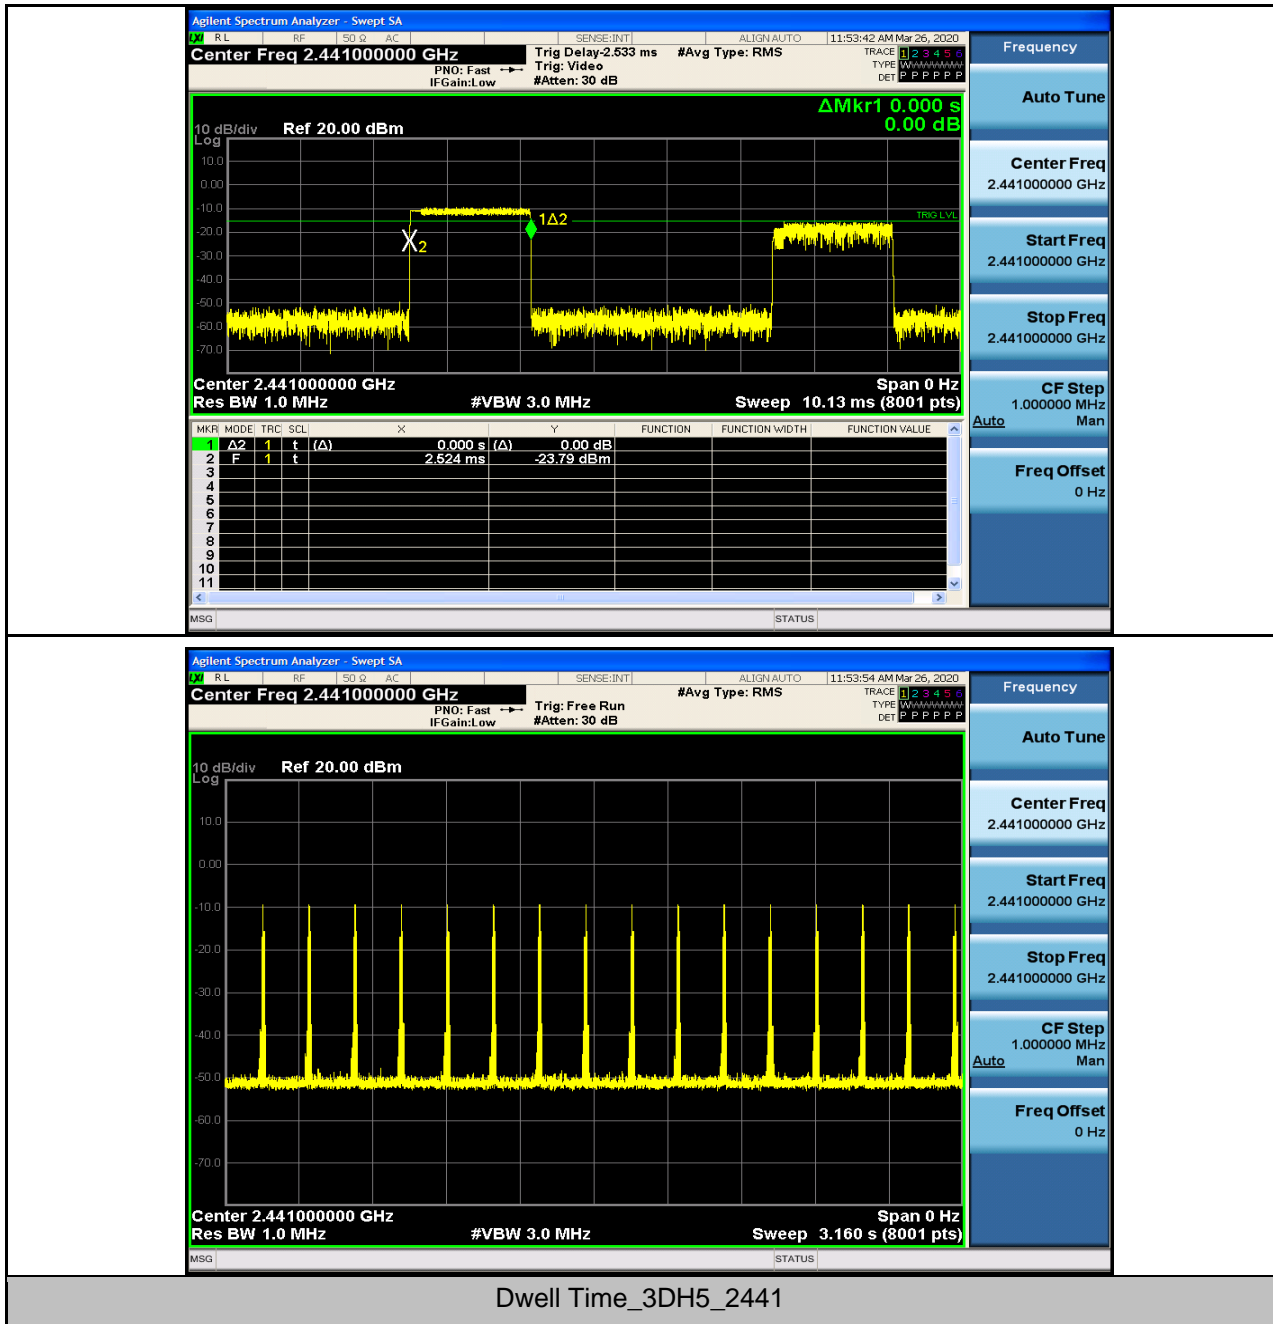 Agilent Spectrum Analyzer - Swept SA
LXI RL RF 50 Ω AC SENSE:INT ALIGN AUTO 11:53:42 AM Mar 26, 2020
Center Freq 2.441000000 GHz
PNO: Fast
IFGain:Low
Trig Delay-2.533 ms
Trig: Video
#Atten: 30 dB
#Avg Type: RMS
TRACE 1 2 3 4 5 6
TYPE W
DET P P P P P P
ΔMkr1 0.000 s
0.00 dB
10 dB/div
Log
Ref 20.00 dBm
10.0
0.00
-10.0
-20.0
-30.0
-40.0
-50.0
-60.0
-70.0
TRIG LVL
1Δ2
X2
Center 2.441000000 GHz
Span 0 Hz
Res BW 1.0 MHz
#VBW 3.0 MHz
Sweep 10.13 ms (8001 pts)
MKR MODE TRC SCL X Y FUNCTION FUNCTION WIDTH FUNCTION VALUE
1 Δ2 1 t (Δ) 0.000 s (Δ) 0.00 dB
2 F 1 t 2.524 ms -23.79 dBm
3
4
5
6
7
8
9
10
11
MSG
STATUS
Frequency
Auto Tune
Center Freq
2.441000000 GHz
Start Freq
2.441000000 GHz
Stop Freq
2.441000000 GHz
CF Step
1.000000 MHz
Auto Man
Freq Offset
0 Hz
Agilent Spectrum Analyzer - Swept SA
LXI RL RF 50 Ω AC SENSE:INT ALIGN AUTO 11:53:54 AM Mar 26, 2020
Center Freq 2.441000000 GHz
PNO: Fast
IFGain:Low
Trig: Free Run
#Atten: 30 dB
#Avg Type: RMS
TRACE 1 2 3 4 5 6
TYPE W
DET P P P P P P
10 dB/div
Log
Ref 20.00 dBm
10.0
0.00
-10.0
-20.0
-30.0
-40.0
-50.0
-60.0
-70.0
Center 2.441000000 GHz
Span 0 Hz
Res BW 1.0 MHz
#VBW 3.0 MHz
Sweep 3.160 s (8001 pts)
MSG
STATUS
Frequency
Auto Tune
Center Freq
2.441000000 GHz
Start Freq
2.441000000 GHz
Stop Freq
2.441000000 GHz
CF Step
1.000000 MHz
Auto Man
Freq Offset
0 Hz
Dwell Time_3DH5_2441